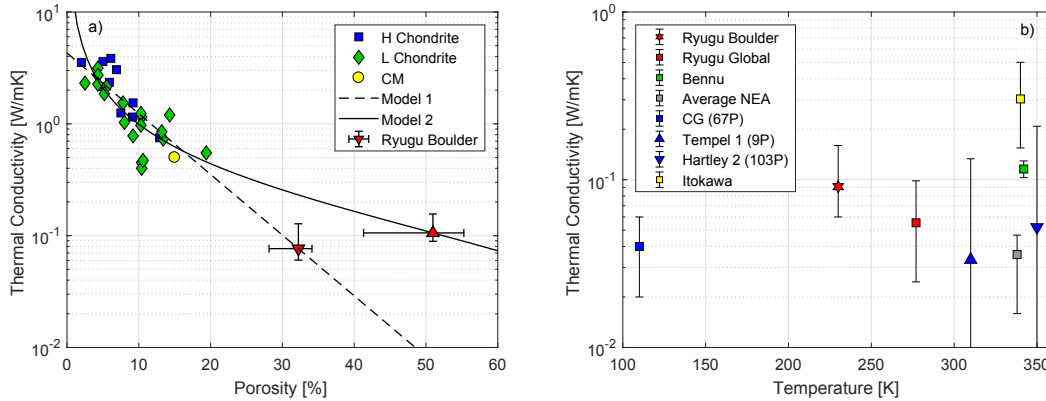 a)
H Chondrite
L Chondrite
CM
Model 1
Model 2
Ryugu Boulder
Thermal Conductivity [W/mK]
10^1
10^0
10^-1
10^-2
0 10 20 30 40 50 60
Porosity [%]
b)
Ryugu Boulder
Ryugu Global
Bennu
Average NEA
CG (67P)
Tempel 1 (9P)
Hartley 2 (103P)
Itokawa
Thermal Conductivity [W/mK]
10^0
10^-1
10^-2
100 150 200 250 300 350
Temperature [K]